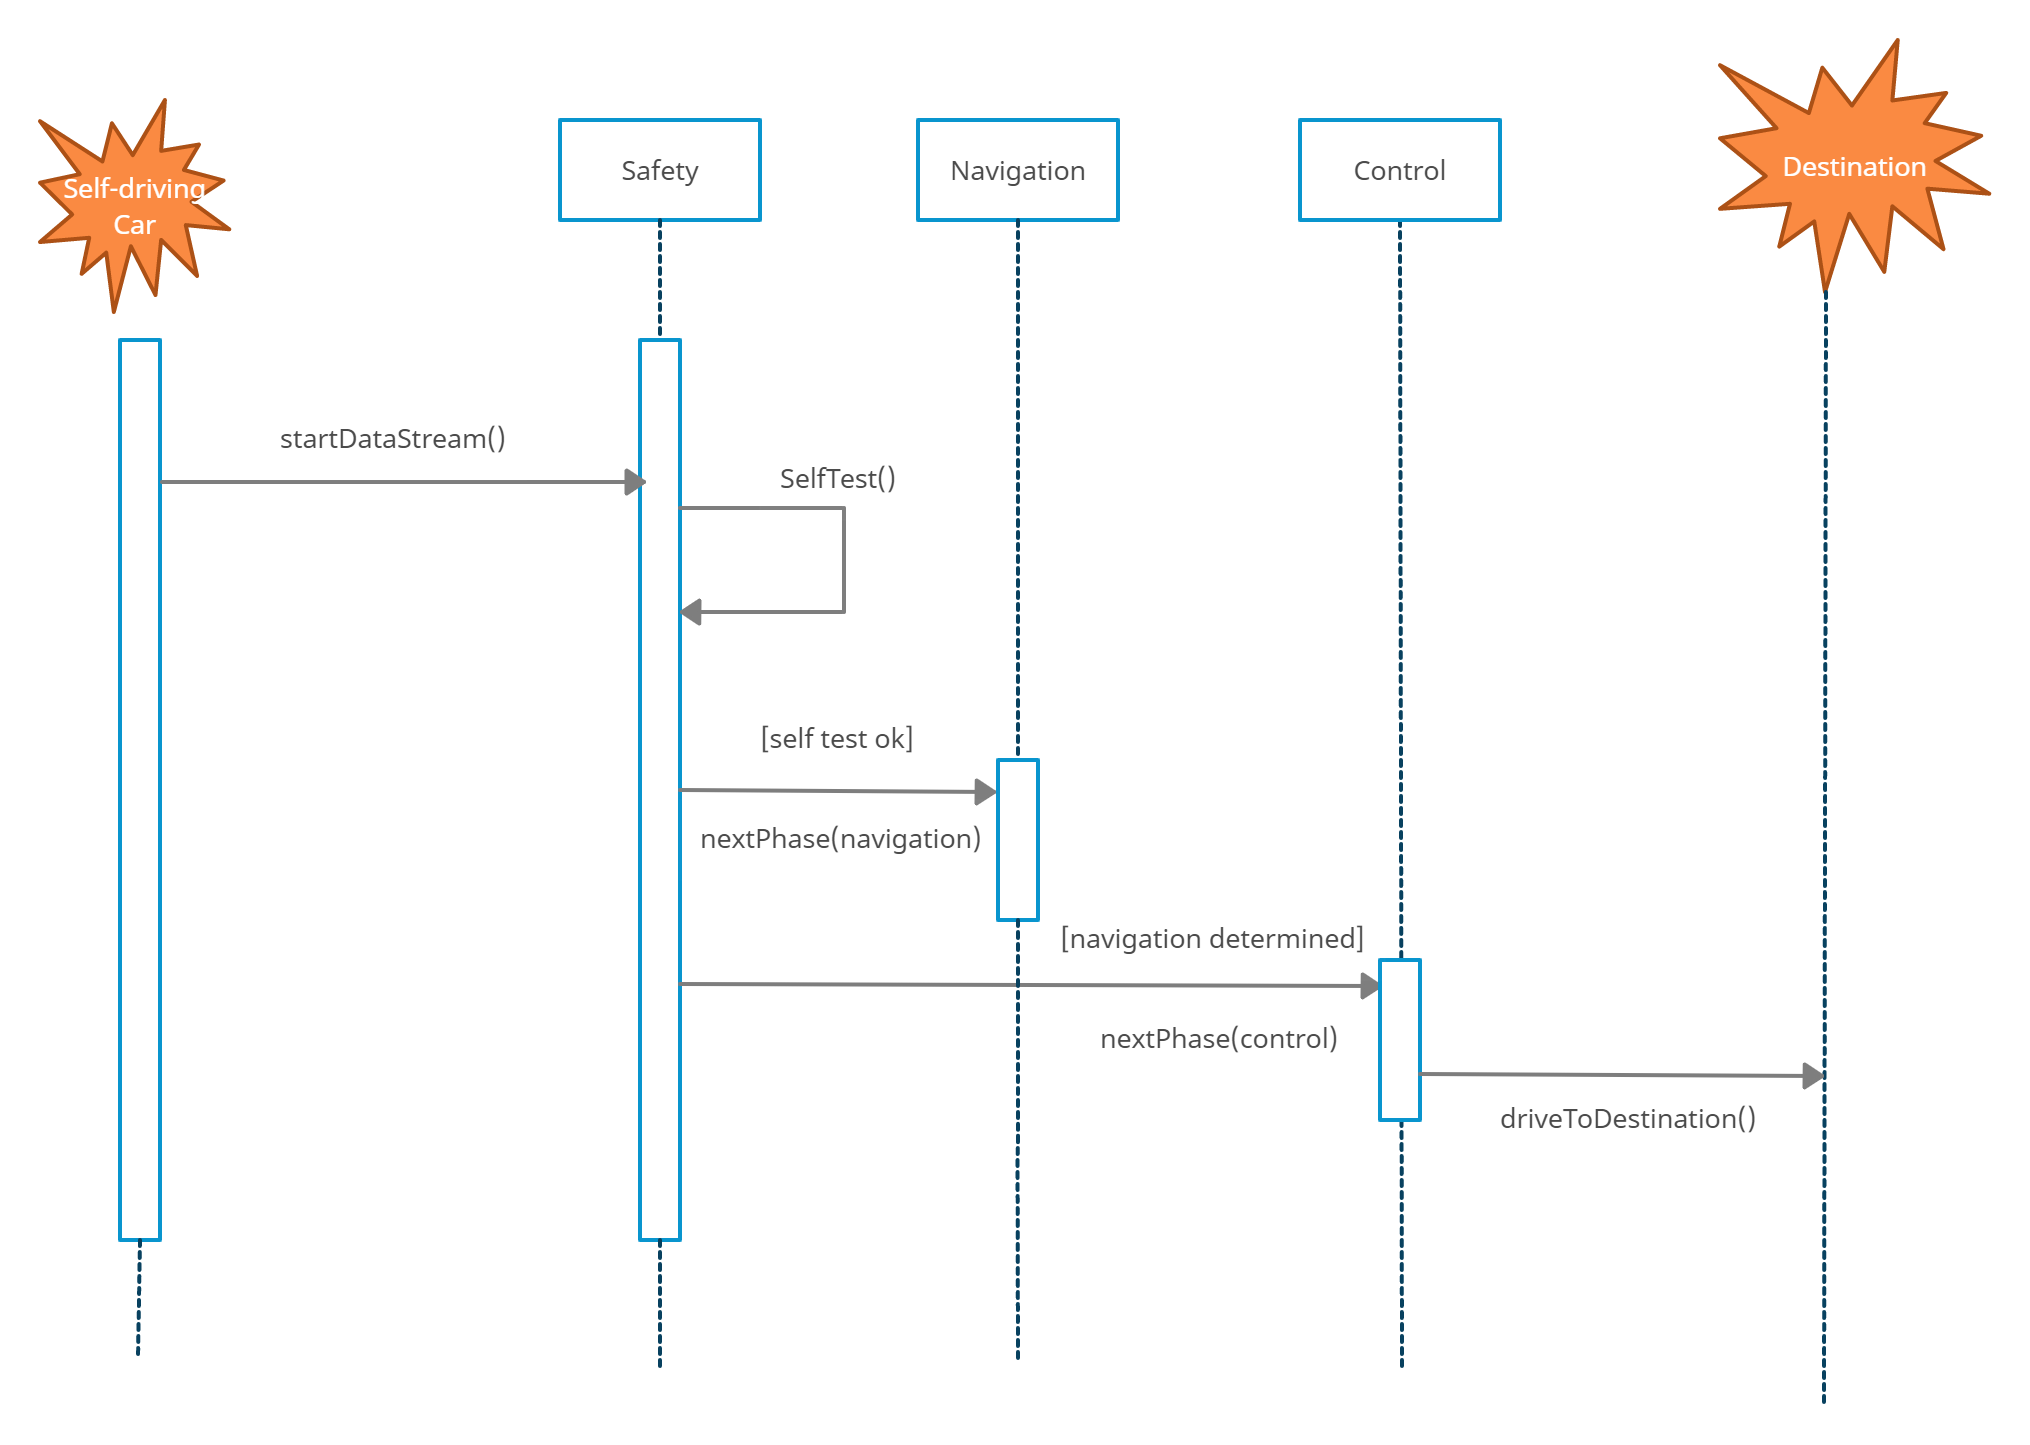 Self-driving
Car
Safety
Navigation
Control
Destination
startDataStream()
SelfTest()
[self test ok]
nextPhase(navigation)
[navigation determined]
nextPhase(control)
driveToDestination()